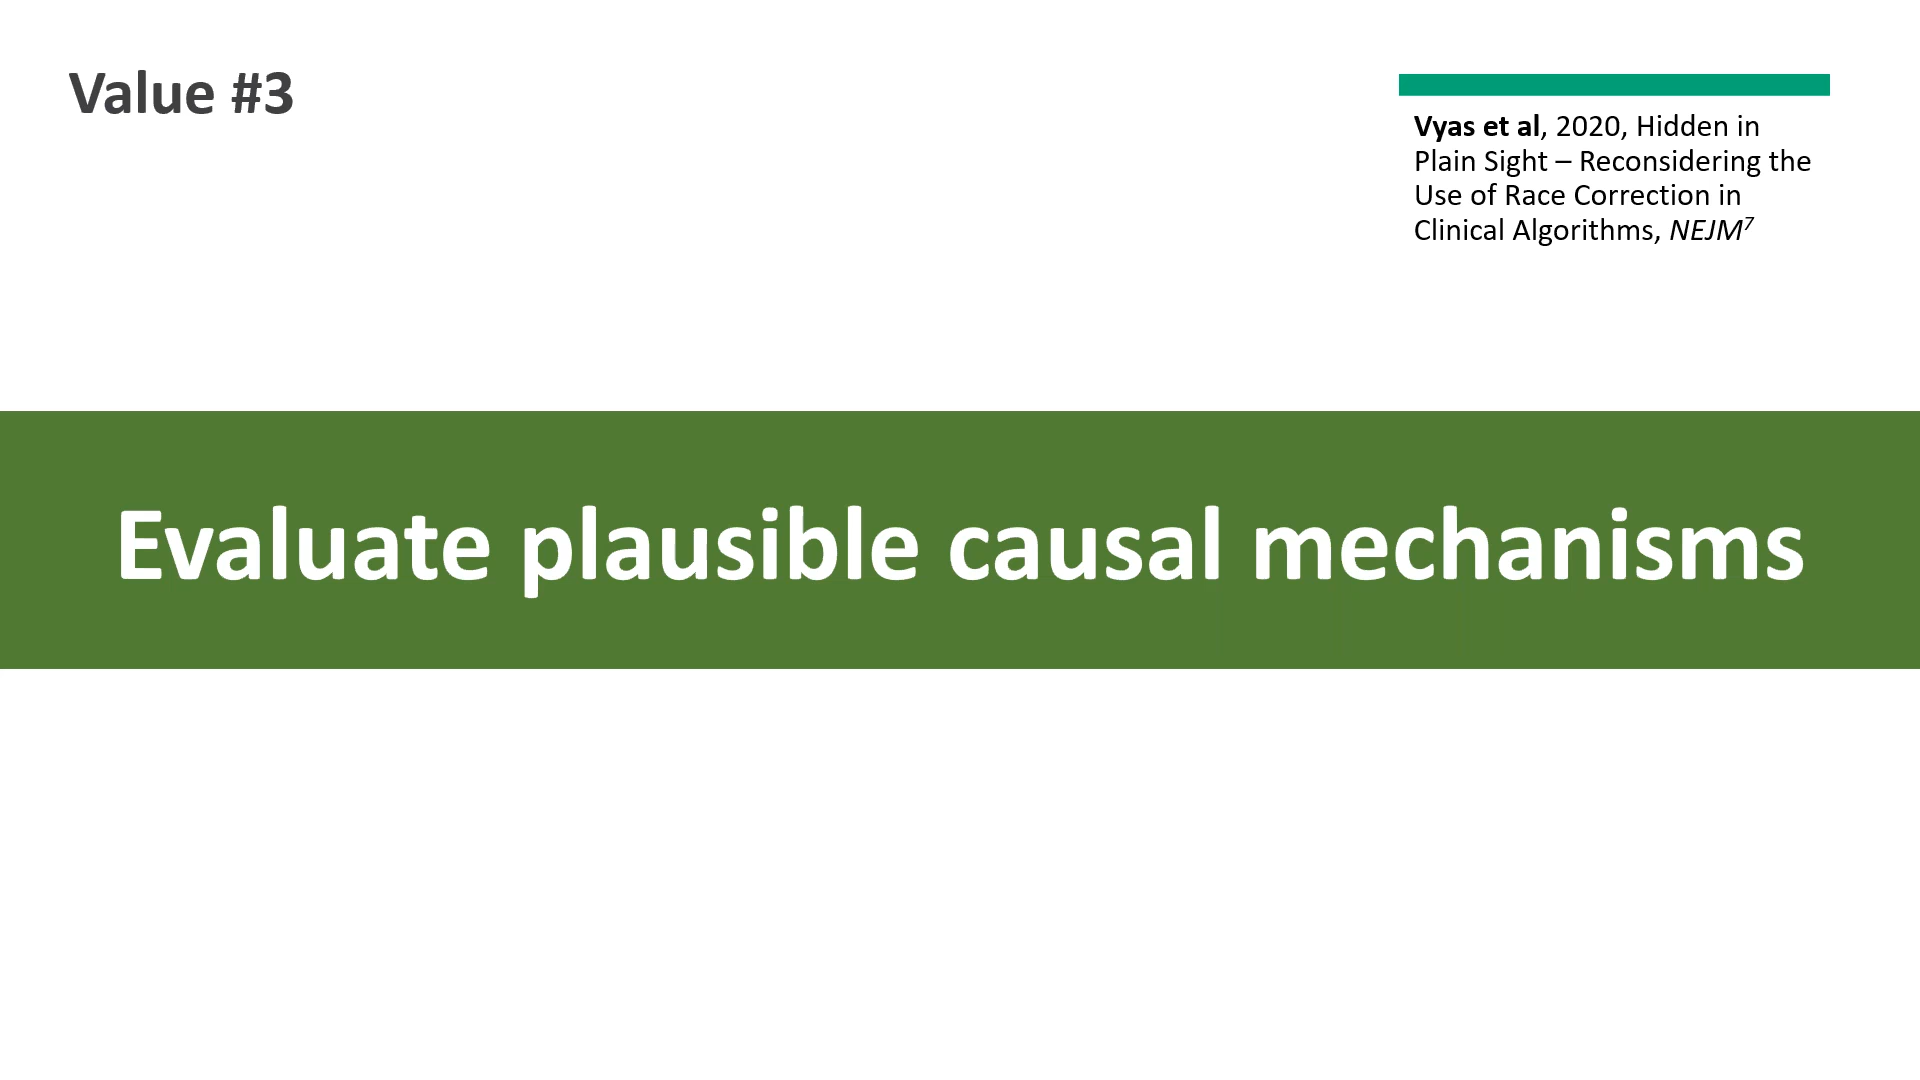 Value #3
Vyas et al, 2020, Hidden in
Plain Sight – Reconsidering the
Use of Race Correction in
Clinical Algorithms, NEJM⁷
Evaluate plausible causal mechanisms